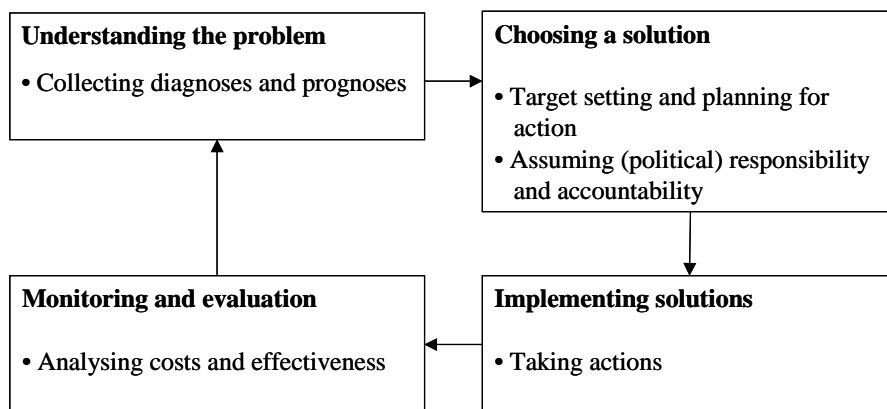 Understanding the problem
• Collecting diagnoses and prognoses
Choosing a solution
• Target setting and planning for
action
• Assuming (political) responsibility
and accountability
Monitoring and evaluation
• Analysing costs and effectiveness
Implementing solutions
• Taking actions